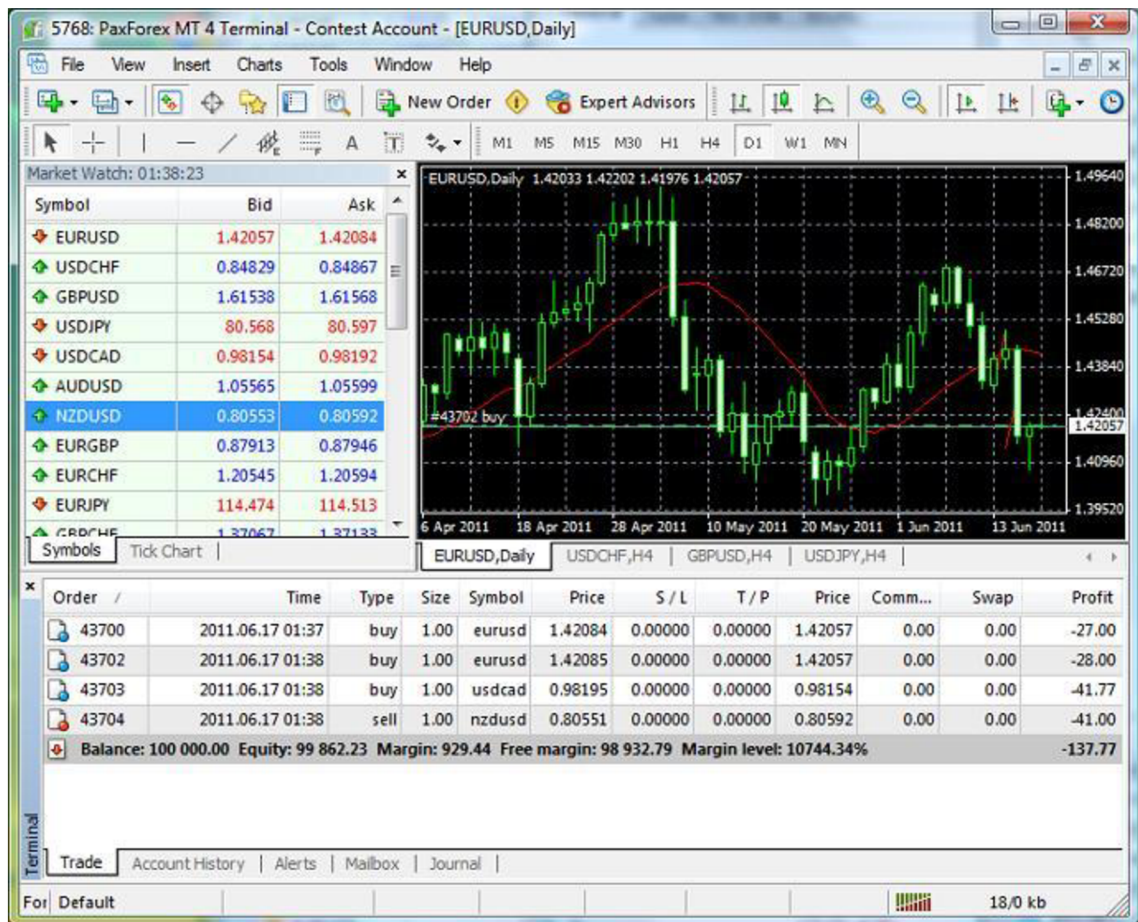 5768: PaxForex MT 4 Terminal - Contest Account - [EURUSD,Daily]
File View Insert Charts Tools Window Help
New Order Expert Advisors
A T M1 M5 M15 M30 H1 H4 D1 W1 MN
Market Watch: 01:38:23
Symbol Bid Ask
EURUSD 1.42057 1.42084
USDCHF 0.84829 0.84867
GBPUSD 1.61538 1.61568
USDJPY 80.568 80.597
USDCAD 0.98154 0.98192
AUDUSD 1.05565 1.05599
NZDUSD 0.80553 0.80592
EURGBP 0.87913 0.87946
EURCHF 1.20545 1.20594
EURJPY 114.474 114.513
GBPCHF 1.37067 1.37133
Symbols Tick Chart
EURUSD,Daily 1.42033 1.42202 1.41976 1.42057
1.49640
1.48200
1.46720
1.45280
1.43840
1.42400
#43702 buy
1.42057
1.40960
1.39520
6 Apr 2011 18 Apr 2011 28 Apr 2011 10 May 2011 20 May 2011 1 Jun 2011 13 Jun 2011
EURUSD,Daily USDCHF,H4 GBPUSD,H4 USDJPY,H4
Order / Time Type Size Symbol Price S / L T / P Price Comm... Swap Profit
43700 2011.06.17 01:37 buy 1.00 eurusd 1.42084 0.00000 0.00000 1.42057 0.00 0.00 -27.00
43702 2011.06.17 01:38 buy 1.00 eurusd 1.42085 0.00000 0.00000 1.42057 0.00 0.00 -28.00
43703 2011.06.17 01:38 buy 1.00 usdcad 0.98195 0.00000 0.00000 0.98154 0.00 0.00 -41.77
43704 2011.06.17 01:38 sell 1.00 nzdusd 0.80551 0.00000 0.00000 0.80592 0.00 0.00 -41.00
Balance: 100 000.00 Equity: 99 862.23 Margin: 929.44 Free margin: 98 932.79 Margin level: 10744.34% -137.77
Terminal
Trade Account History Alerts Mailbox Journal
For Default 18/0 kb